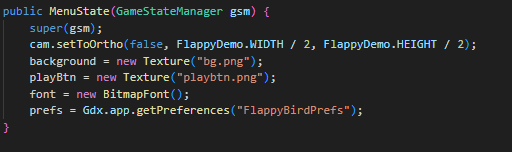 public MenuState(GameStateManager gsm) {
super(gsm);
cam.setToOrtho(false, FlappyDemo.WIDTH / 2, FlappyDemo.HEIGHT / 2);
background = new Texture("bg.png");
playBtn = new Texture("playbtn.png");
font = new BitmapFont();
prefs = Gdx.app.getPreferences("FlappyBirdPrefs");
}